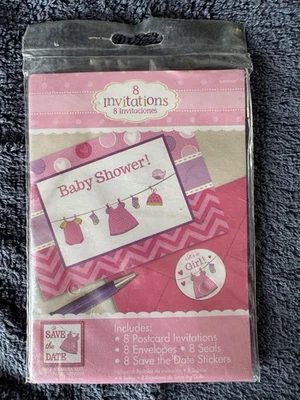 8
invitations
8 Invitaciones
Baby Shower!
it's a
Girl!
SAVE
the
DATE
Includes:
• 8 Postcard Invitations
• 8 Envelopes • 8 Seals
• 8 Save the Date Stickers